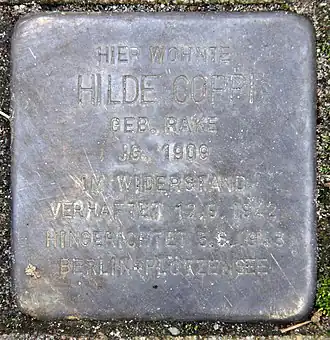 HIER WOHNTE
HILDE COPPI
GEB. RAKE
JG. 1909
IM WIDERSTAND
VERHAFTET 12.9.1942
HINGERICHTET 5.8.1943
BERLIN-PLÖTZENSEE